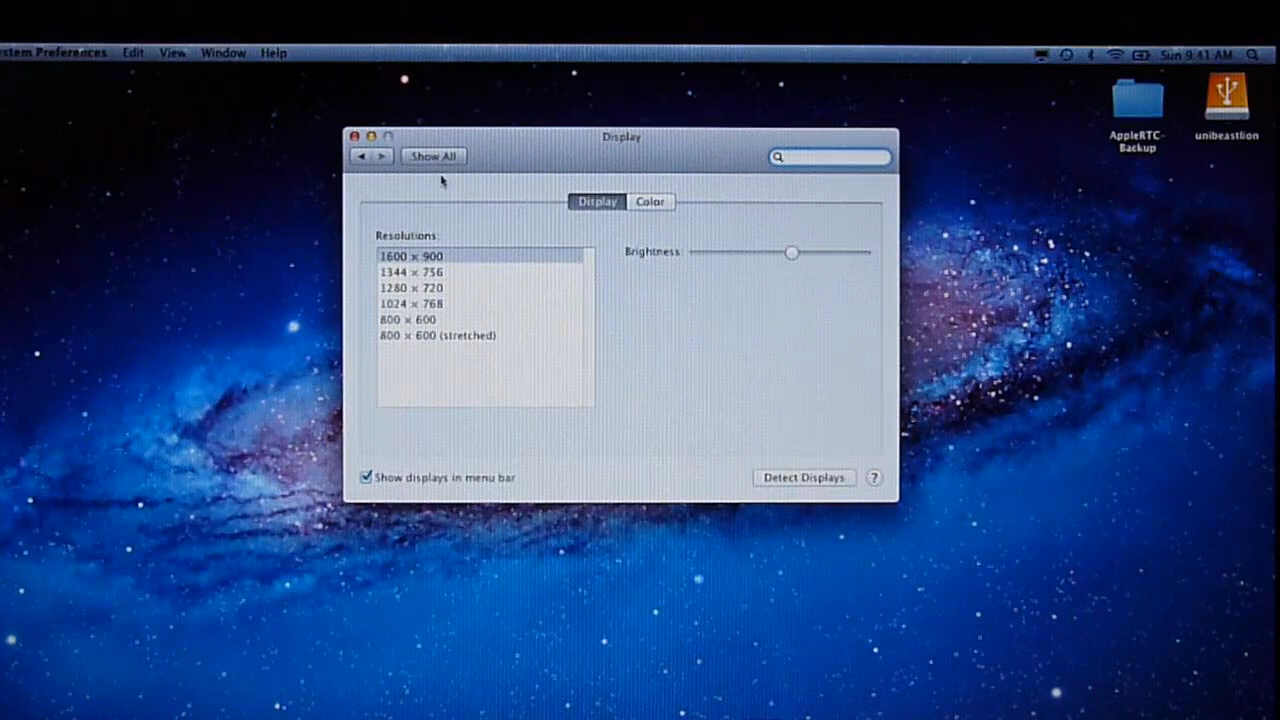 stem Preferences Edit View Window Help
Sun 9:41 AM
AppleRTC-
Backup
unibeastlion
Display
Show All
Display Color
Resolutions:
1600 × 900
1344 × 756
1280 × 720
1024 × 768
800 × 600
800 × 600 (stretched)
Brightness:
Show displays in menu bar
Detect Displays
?